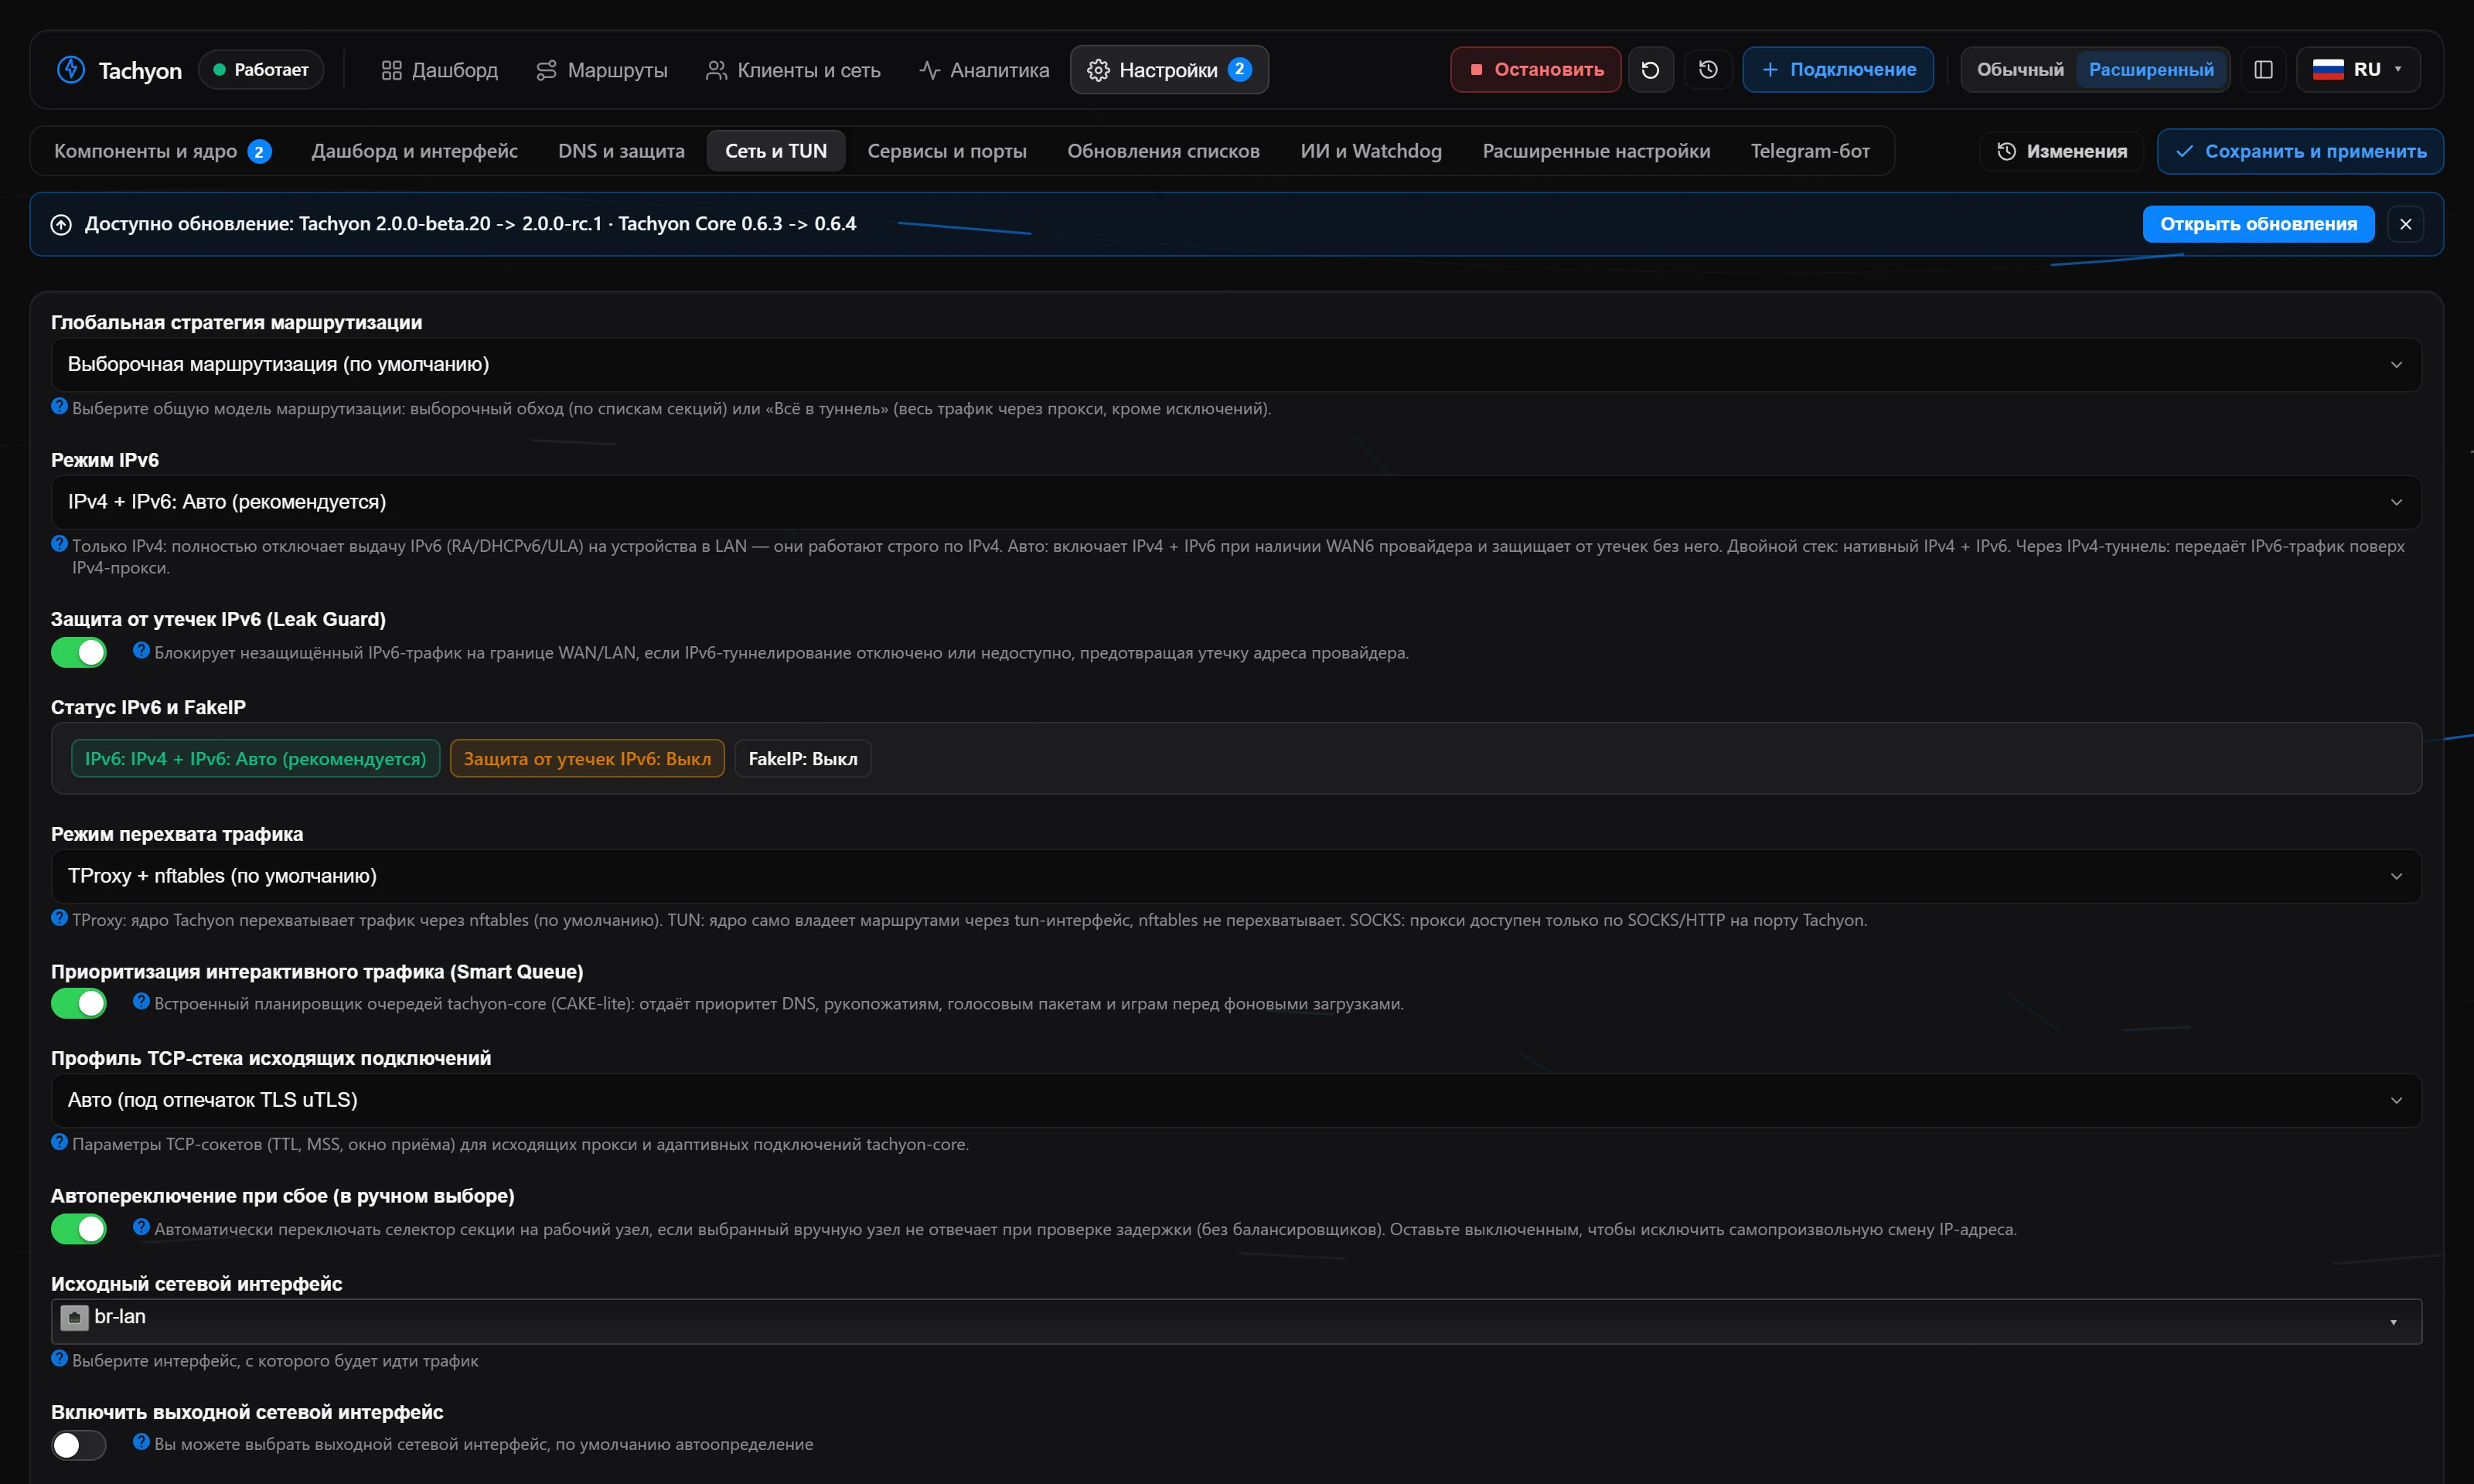 Tachyon Работает Дашборд Маршруты Клиенты и сеть Аналитика Настройки 2 Остановить + Подключение Обычный Расширенный RU
Компоненты и ядро 2 Дашборд и интерфейс DNS и защита Сеть и TUN Сервисы и порты Обновления списков ИИ и Watchdog Расширенные настройки Telegram-бот Изменения Сохранить и применить
Доступно обновление: Tachyon 2.0.0-beta.20 -> 2.0.0-rc.1 · Tachyon Core 0.6.3 -> 0.6.4 Открыть обновления
Глобальная стратегия маршрутизации
Выборочная маршрутизация (по умолчанию)
Выберите общую модель маршрутизации: выборочный обход (по спискам секций) или «Всё в туннель» (весь трафик через прокси, кроме исключений).
Режим IPv6
IPv4 + IPv6: Авто (рекомендуется)
Только IPv4: полностью отключает выдачу IPv6 (RA/DHCPv6/ULA) на устройства в LAN — они работают строго по IPv4. Авто: включает IPv4 + IPv6 при наличии WAN6 провайдера и защищает от утечек без него. Двойной стек: нативный IPv4 + IPv6. Через IPv4-туннель: передаёт IPv6-трафик поверх
IPv4-прокси.
Защита от утечек IPv6 (Leak Guard)
Блокирует незащищённый IPv6-трафик на границе WAN/LAN, если IPv6-туннелирование отключено или недоступно, предотвращая утечку адреса провайдера.
Статус IPv6 и FakeIP
IPv6: IPv4 + IPv6: Авто (рекомендуется) Защита от утечек IPv6: Выкл FakeIP: Выкл
Режим перехвата трафика
TProxy + nftables (по умолчанию)
TProxy: ядро Tachyon перехватывает трафик через nftables (по умолчанию). TUN: ядро само владеет маршрутами через tun-интерфейс, nftables не перехватывает. SOCKS: прокси доступен только по SOCKS/HTTP на порту Tachyon.
Приоритизация интерактивного трафика (Smart Queue)
Встроенный планировщик очередей tachyon-core (CAKE-lite): отдаёт приоритет DNS, рукопожатиям, голосовым пакетам и играм перед фоновыми загрузками.
Профиль TCP-стека исходящих подключений
Авто (под отпечаток TLS uTLS)
Параметры TCP-сокетов (TTL, MSS, окно приёма) для исходящих прокси и адаптивных подключений tachyon-core.
Автопереключение при сбое (в ручном выборе)
Автоматически переключать селектор секции на рабочий узел, если выбранный вручную узел не отвечает при проверке задержки (без балансировщиков). Оставьте выключенным, чтобы исключить самопроизвольную смену IP-адреса.
Исходный сетевой интерфейс
br-lan
Выберите интерфейс, с которого будет идти трафик
Включить выходной сетевой интерфейс
Вы можете выбрать выходной сетевой интерфейс, по умолчанию автоопределение